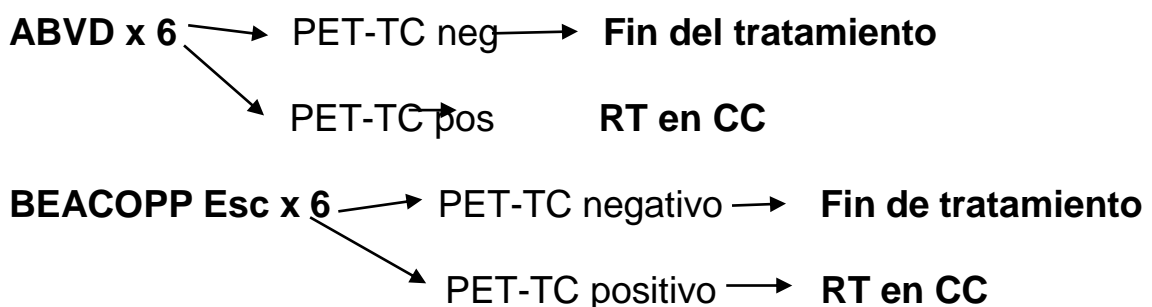 ABVD x 6 PET-TC neg Fin del tratamiento
PET-TC pos RT en CC
BEACOPP Esc x 6 PET-TC negativo Fin de tratamiento
PET-TC positivo RT en CC